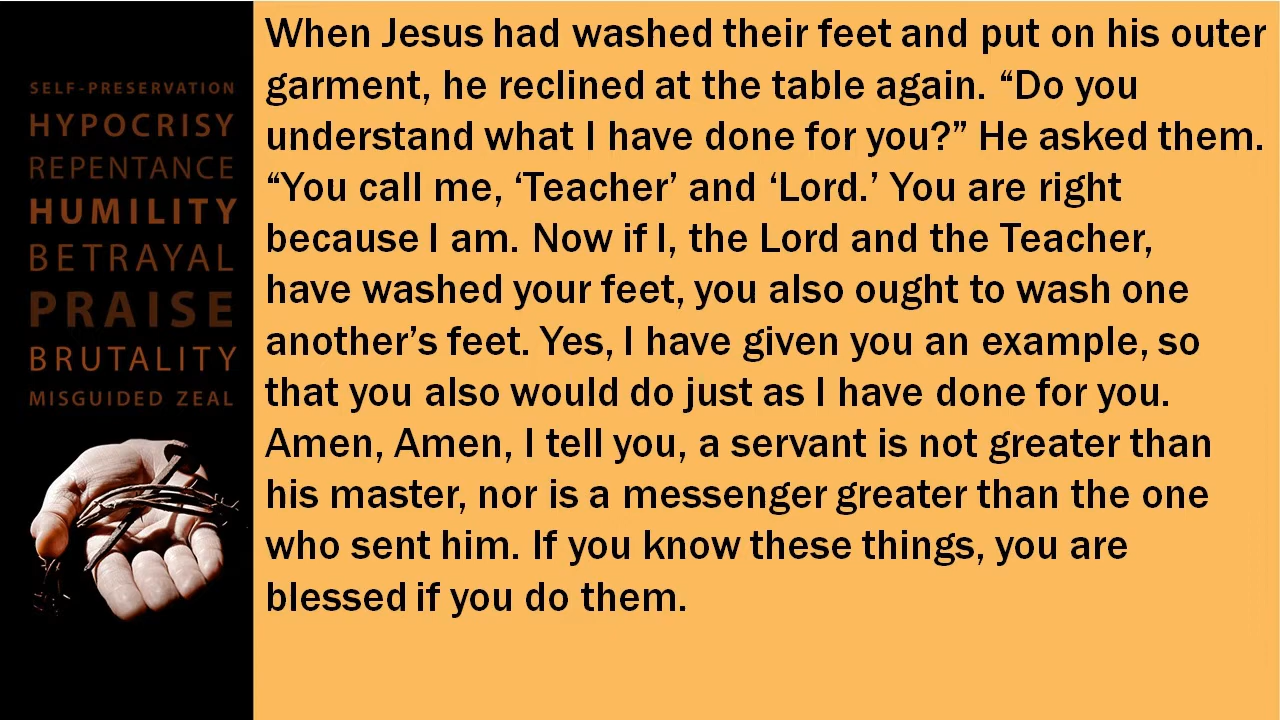 SELF-PRESERVATION
HYPOCRISY
REPENTANCE
HUMILITY
BETRAYAL
PRAISE
BRUTALITY
MISGUIDED ZEAL
When Jesus had washed their feet and put on his outer
garment, he reclined at the table again. “Do you
understand what I have done for you?” He asked them.
“You call me, ‘Teacher’ and ‘Lord.’ You are right
because I am. Now if I, the Lord and the Teacher,
have washed your feet, you also ought to wash one
another’s feet. Yes, I have given you an example, so
that you also would do just as I have done for you.
Amen, Amen, I tell you, a servant is not greater than
his master, nor is a messenger greater than the one
who sent him. If you know these things, you are
blessed if you do them.